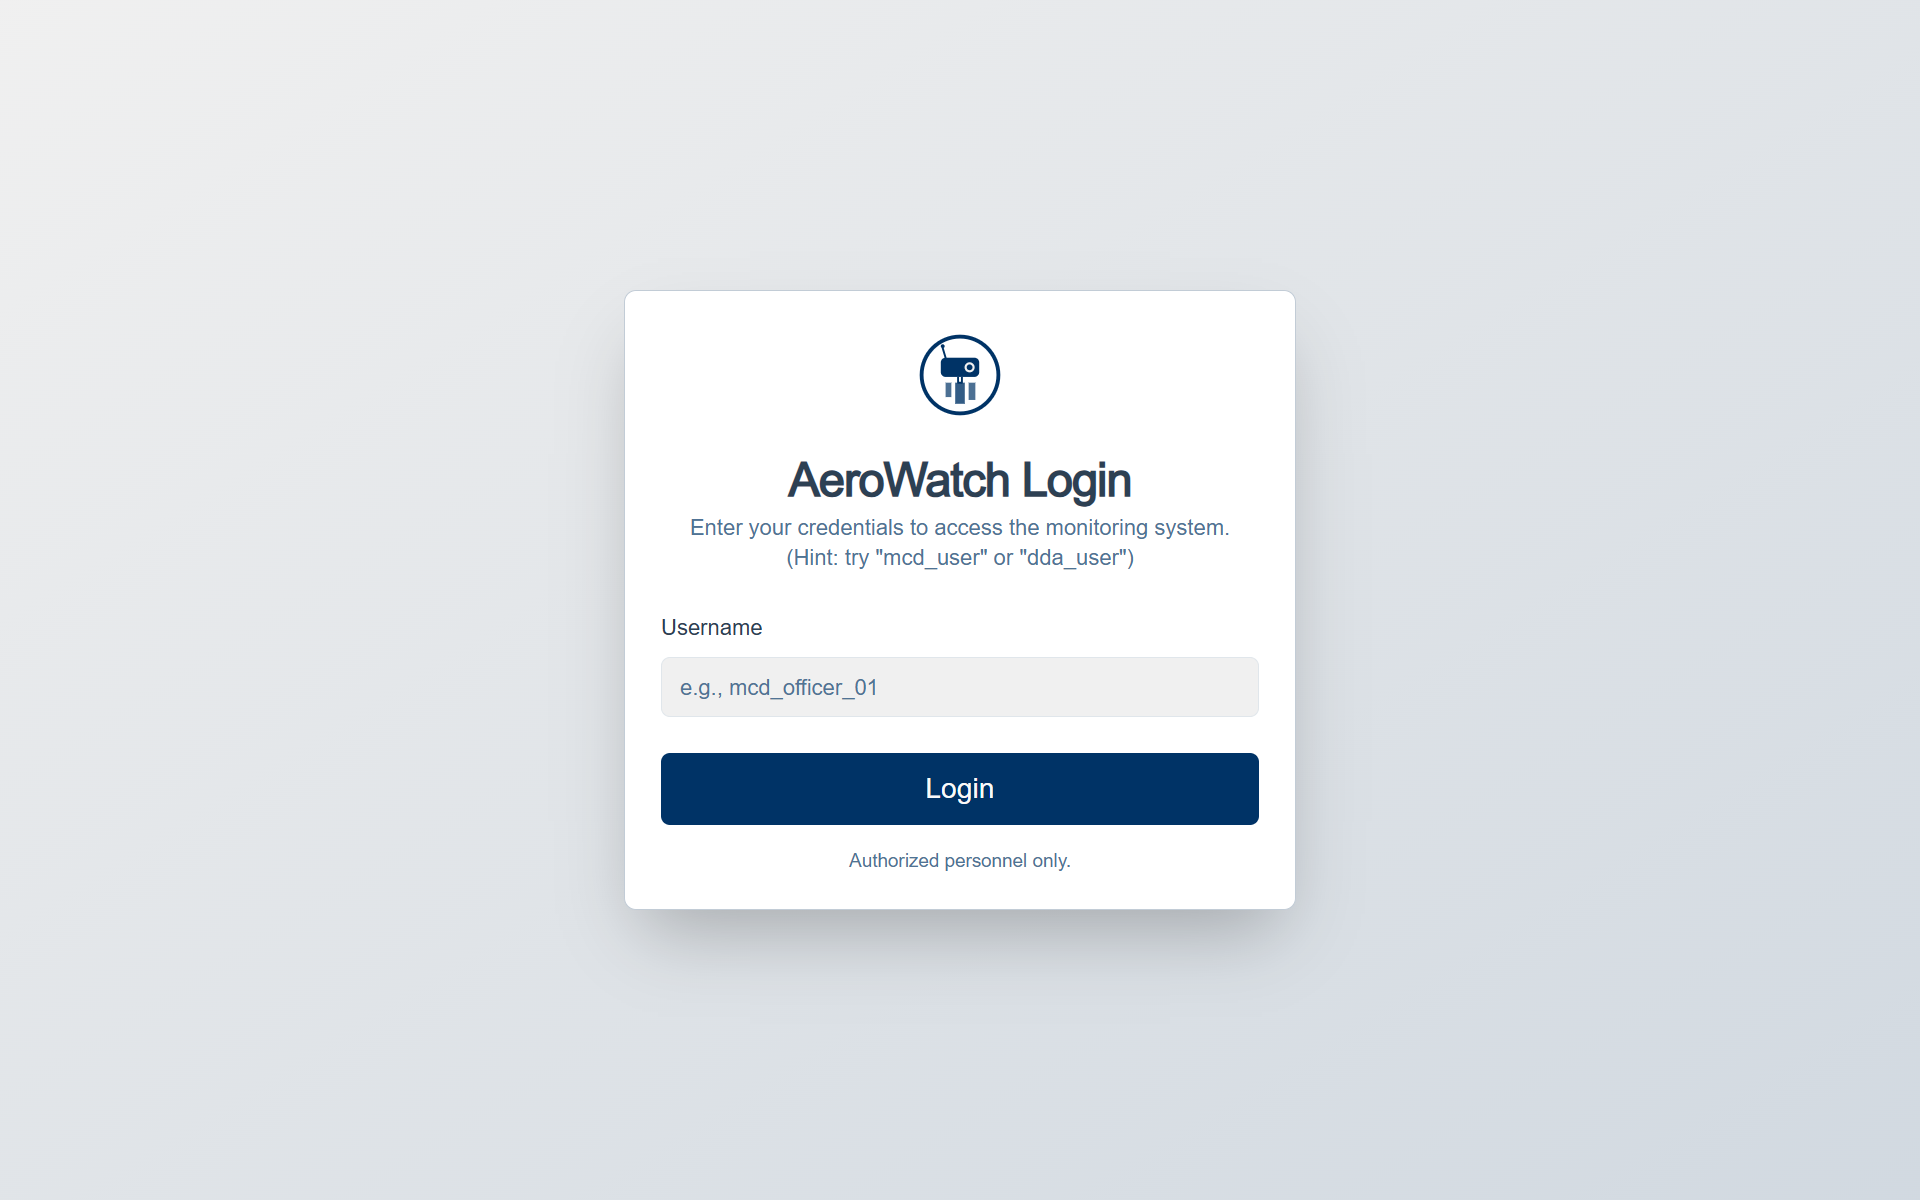 AeroWatch Login
Enter your credentials to access the monitoring system.
(Hint: try "mcd_user" or "dda_user")
Username
e.g., mcd_officer_01
Login
Authorized personnel only.